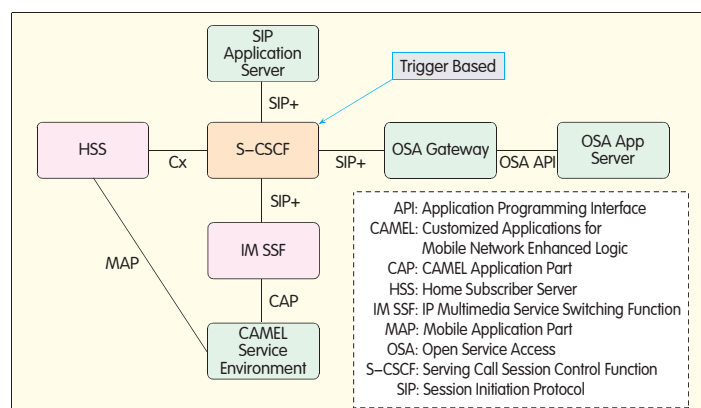 SIP
Application
Server
Trigger Based
SIP+
HSS
Cx
S–CSCF
SIP+
OSA Gateway
OSA API
OSA App
Server
SIP+
MAP
IM SSF
CAP
CAMEL
Service
Environment
API: Application Programming Interface
CAMEL: Customized Applications for
Mobile Network Enhanced Logic
CAP: CAMEL Application Part
HSS: Home Subscriber Server
IM SSF: IP Multimedia Service Switching Function
MAP: Mobile Application Part
OSA: Open Service Access
S–CSCF: Serving Call Session Control Function
SIP: Session Initiation Protocol